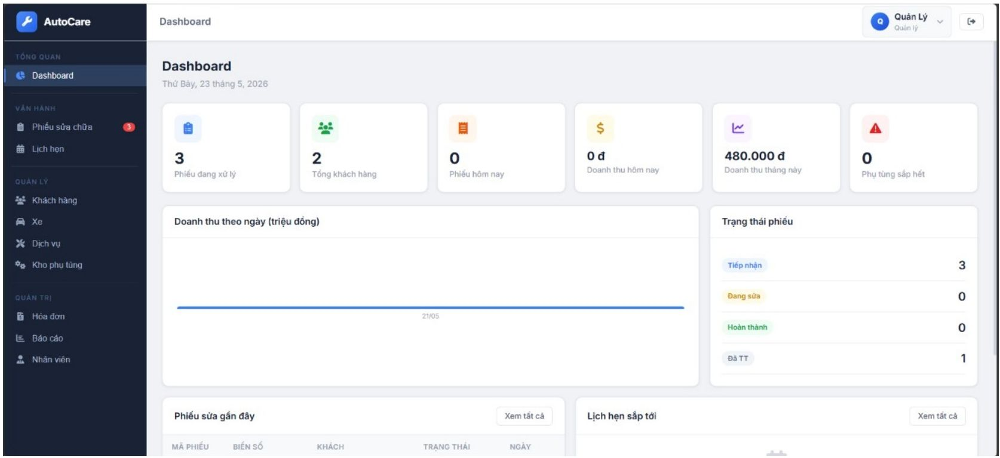 AutoCare
TỔNG QUAN
Dashboard
VẬN HÀNH
Phiếu sửa chữa 3
Lịch hẹn
QUẢN LÝ
Khách hàng
Xe
Dịch vụ
Kho phụ tùng
QUẢN TRỊ
Hóa đơn
Báo cáo
Nhân viên
Dashboard
Q Quản Lý
Quản lý
Dashboard
Thứ Bảy, 23 tháng 5, 2026
3
Phiếu đang xử lý
2
Tổng khách hàng
0
Phiếu hôm nay
0 đ
Doanh thu hôm nay
480.000 đ
Doanh thu tháng này
0
Phụ tùng sắp hết
Doanh thu theo ngày (triệu đồng)
21/05
Trạng thái phiếu
Tiếp nhận 3
Đang sửa 0
Hoàn thành 0
Đã TT 1
Phiếu sửa gần đây Xem tất cả
MÃ PHIẾU BIỂN SỐ KHÁCH TRẠNG THÁI NGÀY
Lịch hẹn sắp tới Xem tất cả